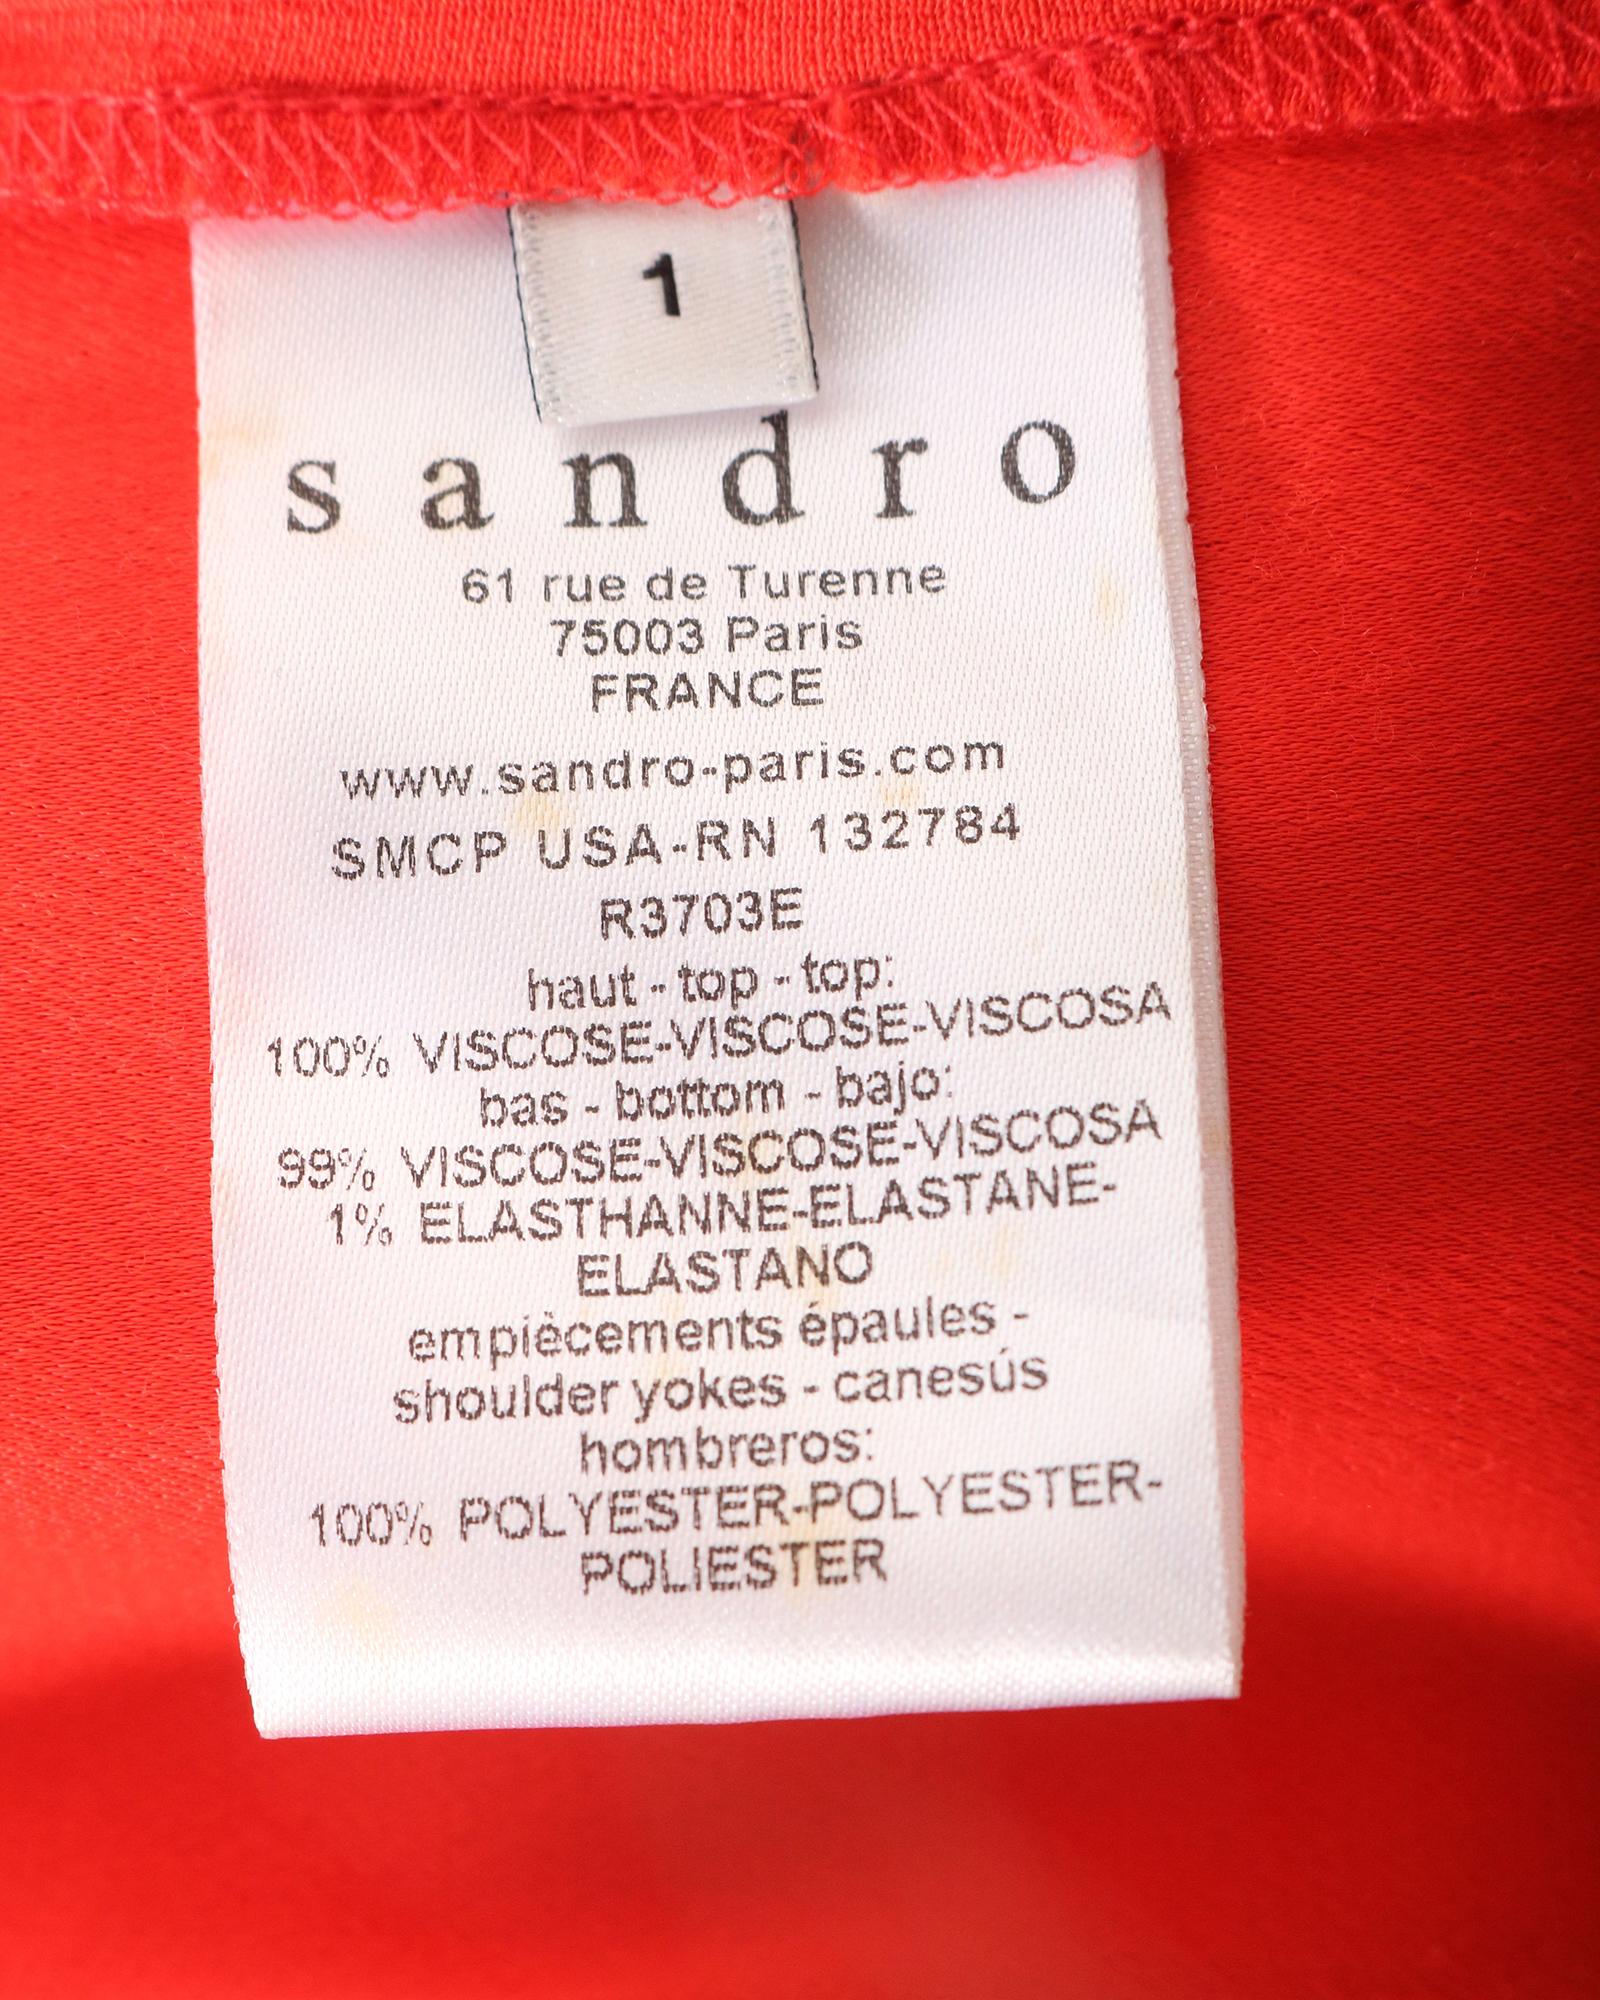 1
sandro
61 rue de Turenne
75003 Paris
FRANCE
www.sandro-paris.com
SMCP USA-RN 132784
R3703E
haut - top - top:
100% VISCOSE-VISCOSE-VISCOSA
bas - bottom - bajo:
99% VISCOSE-VISCOSE-VISCOSA
1% ELASTHANNE-ELASTANE-
ELASTANO
empiècements épaules -
shoulder yokes - canesús
hombreros:
100% POLYESTER-POLYESTER-
POLIESTER